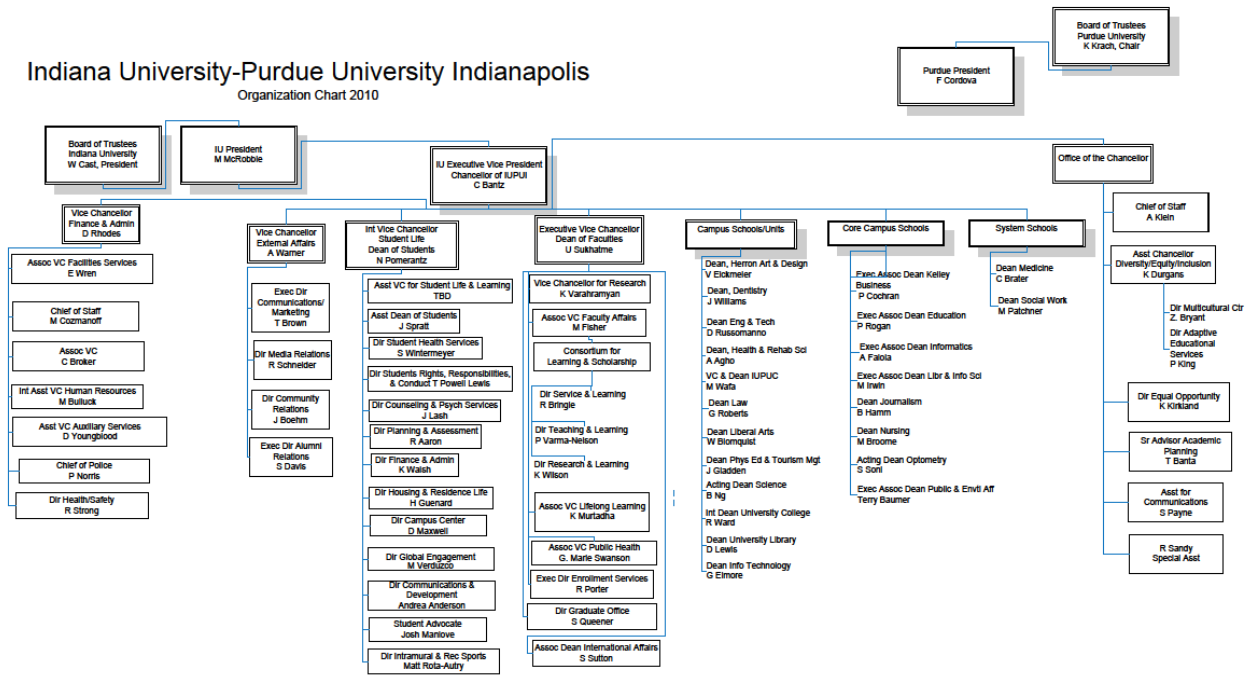 Indiana University-Purdue University Indianapolis
Organization Chart 2010
Board of Trustees
Purdue University
K Krach, Chair
Purdue President
F Cordova
Board of Trustees
Indiana University
W Cast, President
IU President
M McRobbie
IU Executive Vice President
Chancellor of IUPUI
C Bantz
Office of the Chancellor
Vice Chancellor
Finance & Admin
D Rhodes
Assoc VC Facilities Services
E Wren
Chief of Staff
M Cozmanoff
Assoc VC
C Broker
Int Asst VC Human Resources
M Bulluck
Asst VC Auxiliary Services
D Youngblood
Chief of Police
P Norris
Dir Health/Safety
R Strong
Vice Chancellor
External Affairs
A Warner
Exec Dir
Communications/
Marketing
T Brown
Dir Media Relations
R Schneider
Dir Community
Relations
J Boehm
Exec Dir Alumni
Relations
S Davis
Int Vice Chancellor
Student Life
Dean of Students
N Pomerantz
Asst VC for Student Life & Learning
TBD
Asst Dean of Students
J Spratt
Dir Student Health Services
S Wintermeyer
Dir Students Rights, Responsibilities,
& Conduct T Powell Lewis
Dir Counseling & Psych Services
J Lash
Dir Planning & Assessment
R Aaron
Dir Finance & Admin
K Walsh
Dir Housing & Residence Life
H Guenard
Dir Campus Center
D Maxwell
Dir Global Engagement
M Verduzco
Dir Communications &
Development
Andrea Anderson
Student Advocate
Josh Manlove
Dir Intramural & Rec Sports
Matt Rota-Autry
Executive Vice Chancellor
Dean of Faculties
U Sukhatme
Vice Chancellor for Research
K Varahramyan
Assoc VC Faculty Affairs
M Fisher
Consortium for
Learning & Scholarship
Dir Service & Learning
R Bringle
Dir Teaching & Learning
P Varma-Nelson
Dir Research & Learning
K Wilson
Assoc VC Lifelong Learning
K Murtadha
Assoc VC Public Health
G. Marie Swanson
Exec Dir Enrollment Services
R Porter
Dir Graduate Office
S Queener
Assoc Dean International Affairs
S Sutton
Campus Schools/Units
Dean, Herron Art & Design
V Eickmeier
Dean, Dentistry
J Williams
Dean Eng & Tech
D Russomanno
Dean, Health & Rehab Sci
A Agho
VC & Dean IUPUC
M Wafa
Dean Law
G Roberts
Dean Liberal Arts
W Blomquist
Dean Phys Ed & Tourism Mgt
J Gladden
Acting Dean Science
B Ng
Int Dean University College
R Ward
Dean University Library
D Lewis
Dean Info Technology
G Elmore
Core Campus Schools
Exec Assoc Dean Kelley
Business
P Cochran
Exec Assoc Dean Education
P Rogan
Exec Assoc Dean Informatics
A Faiola
Exec Assoc Dean Libr & Info Sci
M Irwin
Dean Journalism
B Hamm
Dean Nursing
M Broome
Acting Dean Optometry
S Soni
Exec Assoc Dean Public & Envtl Aff
Terry Baumer
System Schools
Dean Medicine
C Brater
Dean Social Work
M Patchner
Chief of Staff
A Klein
Asst Chancellor
Diversity/Equity/Inclusion
K Durgans
Dir Multicultural Ctr
Z. Bryant
Dir Adaptive
Educational
Services
P King
Dir Equal Opportunity
K Kirkland
Sr Advisor Academic
Planning
T Banta
Asst for
Communications
S Payne
R Sandy
Special Asst